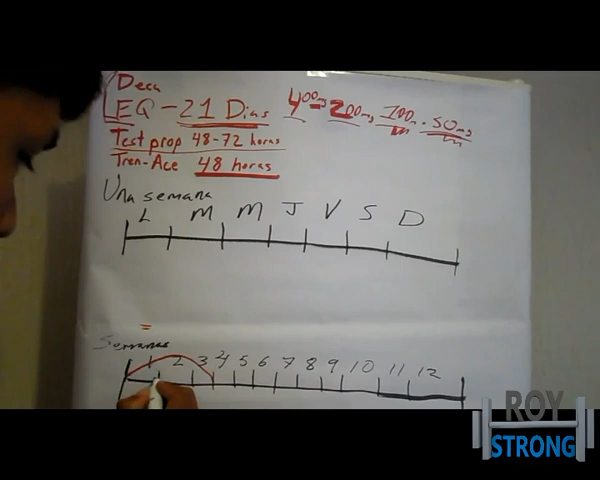 Deca
EQ - 21 Dias 400mg 200mg 100m. 50mg
Test prop 48-72 horas
Tren-Ace 48 horas
Una semana
L M M J V S D
=
Semanas
1 2 3 4 5 6 7 8 9 10 11 12
ROY
STRONG